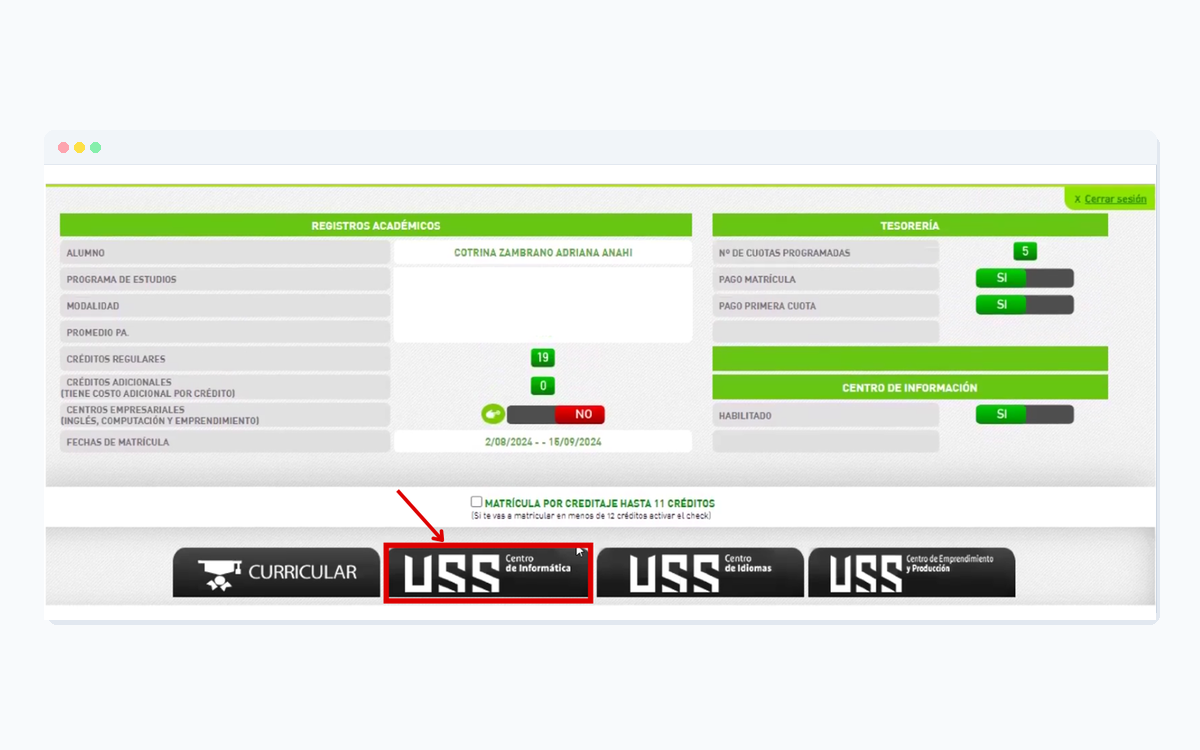 X Cerrar sesión
REGISTROS ACADÉMICOS
ALUMNO
COTRINA ZAMBRANO ADRIANA ANAHI
PROGRAMA DE ESTUDIOS
MODALIDAD
PROMEDIO PA.
CRÉDITOS REGULARES
19
CRÉDITOS ADICIONALES
(TIENE COSTO ADICIONAL POR CRÉDITO)
0
CENTROS EMPRESARIALES
(INGLÉS, COMPUTACIÓN Y EMPRENDIMIENTO)
NO
FECHAS DE MATRÍCULA
2/08/2024 - - 15/09/2024
TESORERÍA
Nº DE CUOTAS PROGRAMADAS
5
PAGO MATRÍCULA
SI
PAGO PRIMERA CUOTA
SI
CENTRO DE INFORMACIÓN
HABILITADO
SI
MATRÍCULA POR CREDITAJE HASTA 11 CRÉDITOS
(Si te vas a matricular en menos de 12 créditos activar el check)
CURRICULAR
USS Centro
de Informática
USS Centro
de Idiomas
USS Centro de Emprendimiento
y Producción